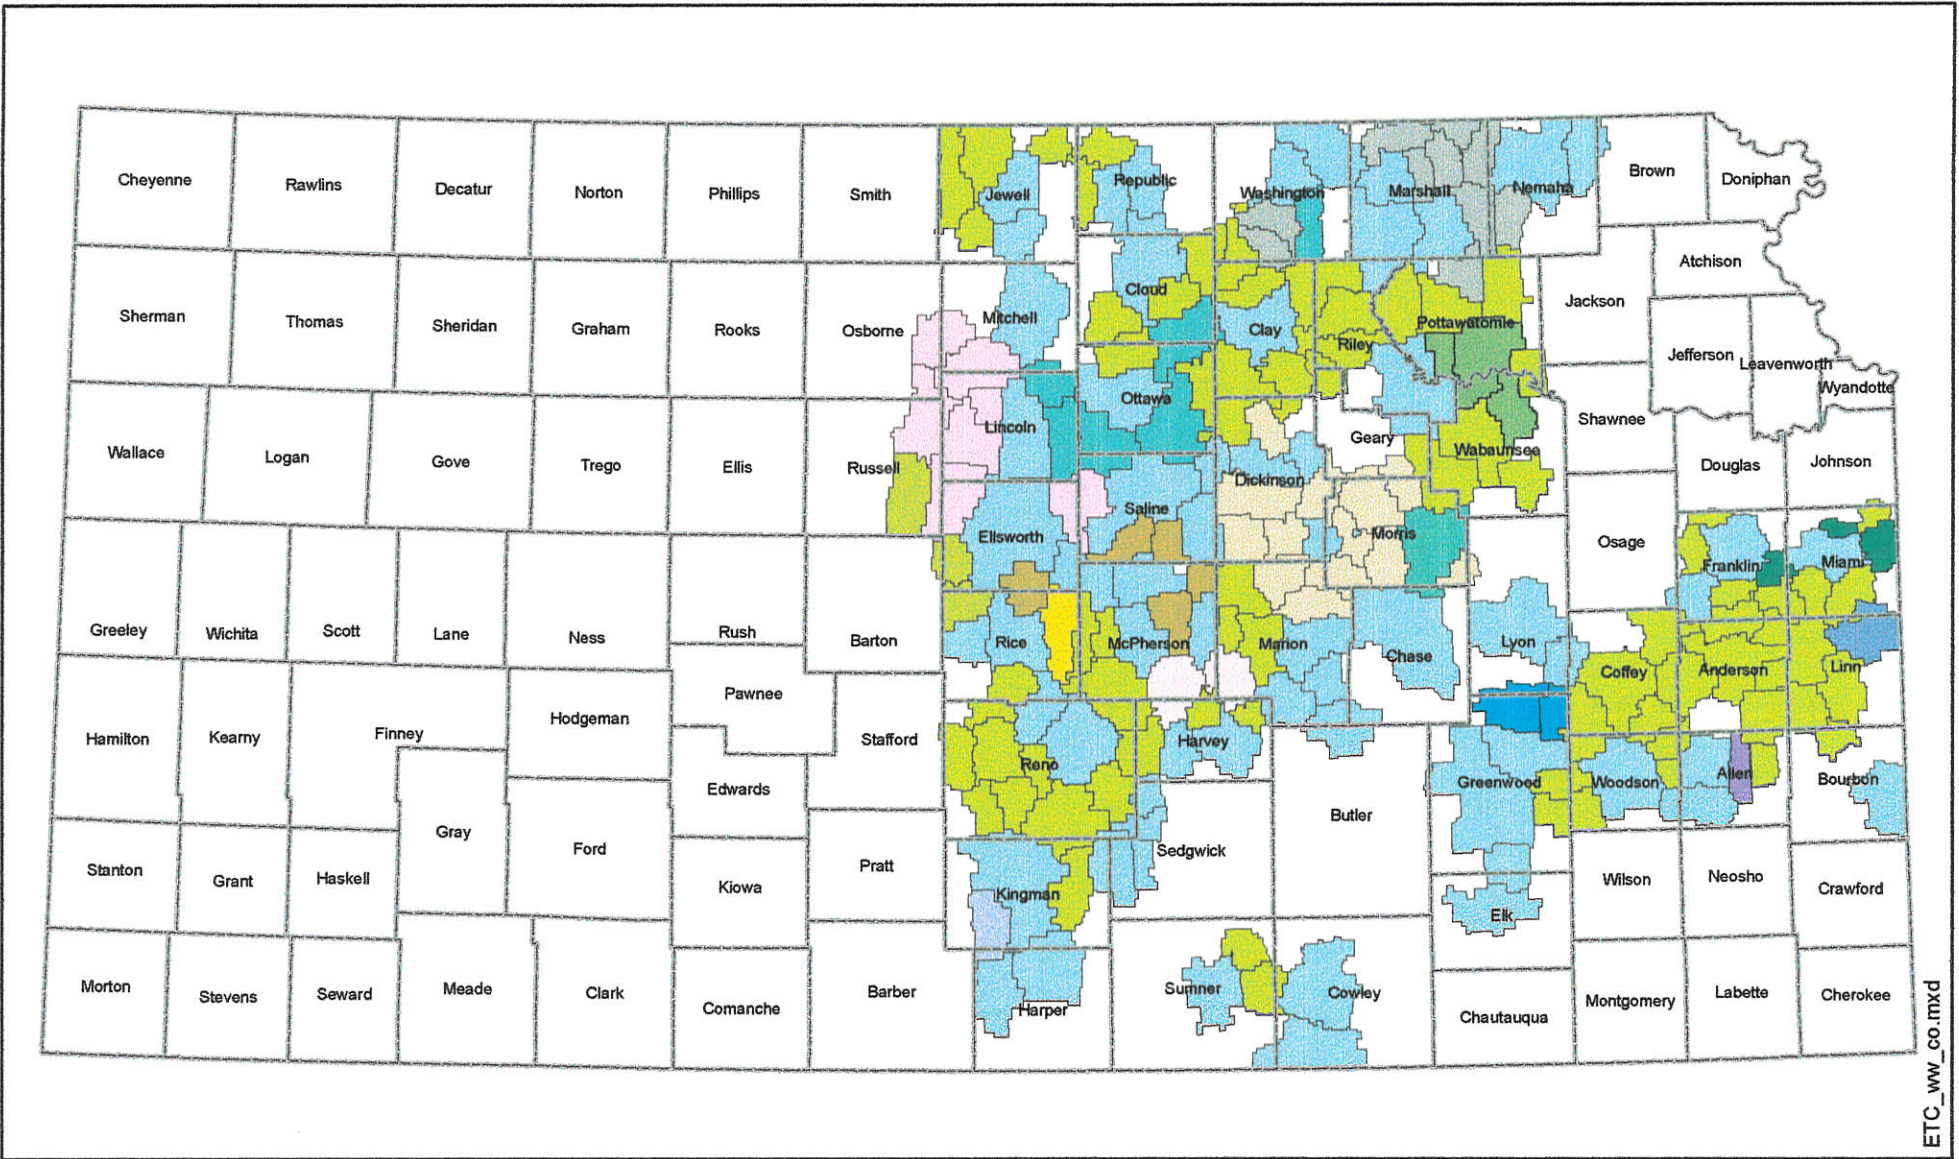 Cheyenne
Rawlins
Decatur
Norton
Phillips
Smith
Jewell
Republic
Washington
Marshall
Nemaha
Brown
Doniphan
Sherman
Thomas
Sheridan
Graham
Rooks
Osborne
Mitchell
Cloud
Clay
Riley
Pottawatomie
Jackson
Atchison
Jefferson
Leavenworth
Wyandotte
Wallace
Logan
Gove
Trego
Ellis
Russell
Lincoln
Ottawa
Saline
Dickinson
Geary
Wabaunsee
Shawnee
Douglas
Johnson
Ellsworth
Morris
Osage
Franklin
Miami
Greeley
Wichita
Scott
Lane
Ness
Rush
Barton
Rice
McPherson
Marion
Chase
Lyon
Coffey
Anderson
Linn
Pawnee
Hamilton
Kearny
Finney
Hodgeman
Stafford
Reno
Harvey
Edwards
Gray
Ford
Greenwood
Woodson
Allen
Bourbon
Butler
Sedgwick
Stanton
Grant
Haskell
Kiowa
Pratt
Kingman
Elk
Wilson
Neosho
Crawford
Morton
Stevens
Seward
Meade
Clark
Comanche
Barber
Harper
Sumner
Cowley
Chautauqua
Montgomery
Labette
Cherokee
ETC_ww_co.mxd